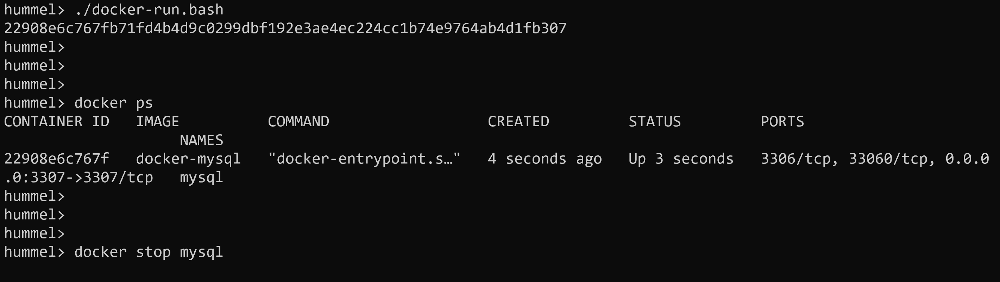 hummel> ./docker-run.bash
22908e6c767fb71fd4b4d9c0299dbf192e3ae4ec224cc1b74e9764ab4d1fb307
hummel>
hummel>
hummel>
hummel> docker ps
CONTAINER ID   IMAGE          COMMAND                  CREATED         STATUS         PORTS
                    NAMES
22908e6c767f   docker-mysql   "docker-entrypoint.s…"   4 seconds ago   Up 3 seconds   3306/tcp, 33060/tcp, 0.0.0
.0:3307->3307/tcp   mysql
hummel>
hummel>
hummel>
hummel> docker stop mysql